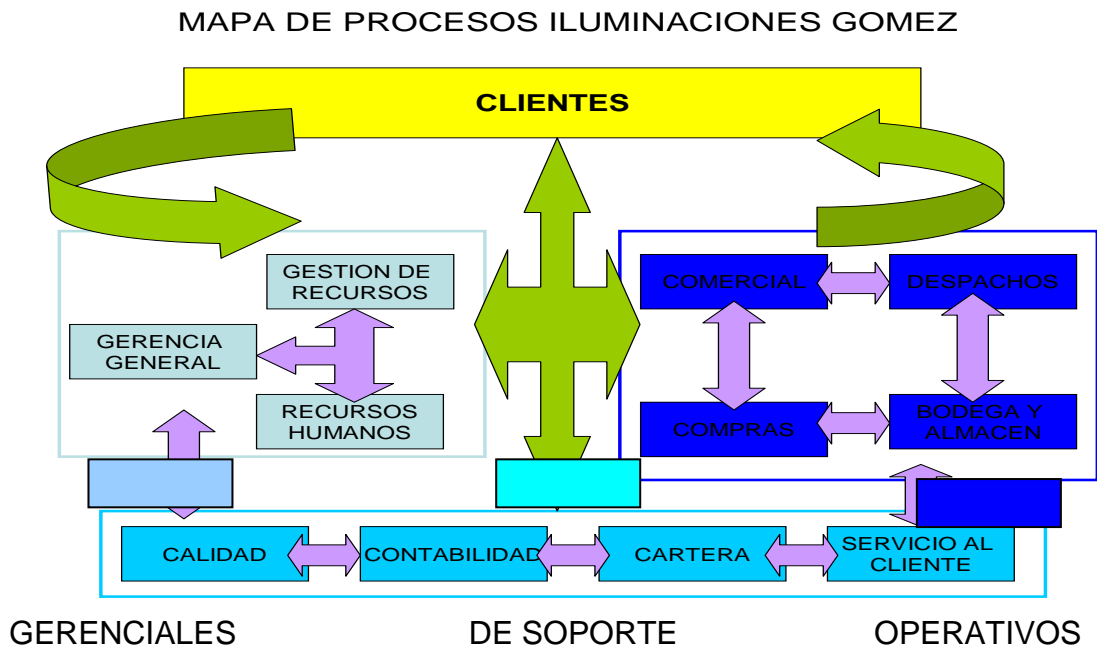 MAPA DE PROCESOS ILUMINACIONES GOMEZ
CLIENTES
GESTION DE
RECURSOS
GERENCIA
GENERAL
RECURSOS
HUMANOS
COMERCIAL
DESPACHOS
COMPRAS
BODEGA Y
ALMACEN
CALIDAD
CONTABILIDAD
CARTERA
SERVICIO AL
CLIENTE
GERENCIALES
DE SOPORTE
OPERATIVOS